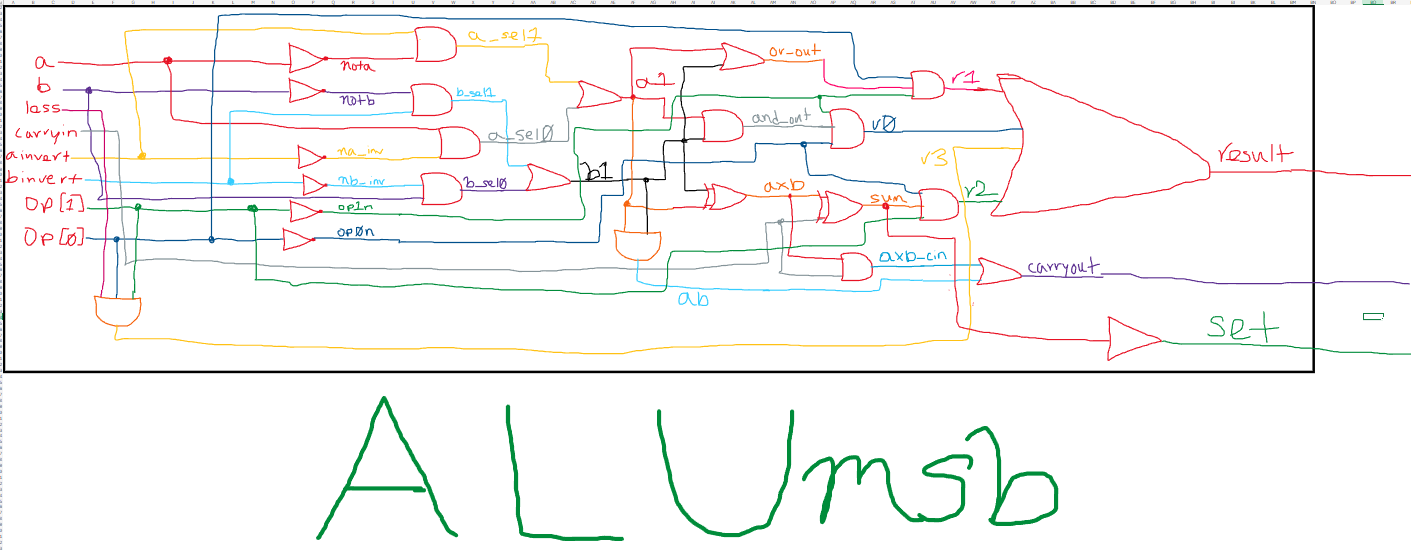 a
b
less
carryin
ainvert
binvert
Op[1]
Op[0]
nota
notb
na_inv
nb_inv
op1n
op0n
a_sel1
b_sel1
a_sel0
b_sel0
a1
b1
or_out
and_out
axb
sum
axb_cin
ab
r1
r0
r3
r2
result
carryout
set
ALUmsb